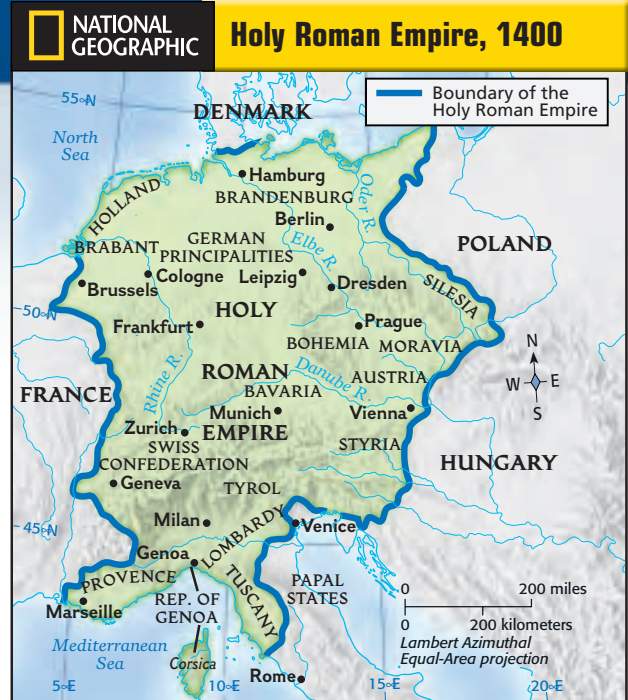 NATIONAL
GEOGRAPHIC
Holy Roman Empire, 1400
Boundary of the
Holy Roman Empire
55°N
North
Sea
DENMARK
Hamburg
HOLLAND
BRANDENBURG
Oder R.
Berlin
BRABANT
GERMAN
PRINCIPALITIES
Elbe R.
POLAND
Cologne
Leipzig
Brussels
Dresden
SILESIA
50°N
HOLY
Frankfurt
Prague
BOHEMIA
MORAVIA
N
W
E
S
FRANCE
Rhine R.
ROMAN
Danube R.
AUSTRIA
BAVARIA
Munich
Vienna
Zurich
EMPIRE
SWISS
CONFEDERATION
STYRIA
HUNGARY
Geneva
TYROL
45°N
Milan
LOMBARDY
Venice
Genoa
PROVENCE
TUSCANY
PAPAL
STATES
0
200 miles
0
200 kilometers
Lambert Azimuthal
Equal-Area projection
Marseille
REP. OF
GENOA
Mediterranean
Sea
Corsica
Rome
5°E
10°E
15°E
20°E